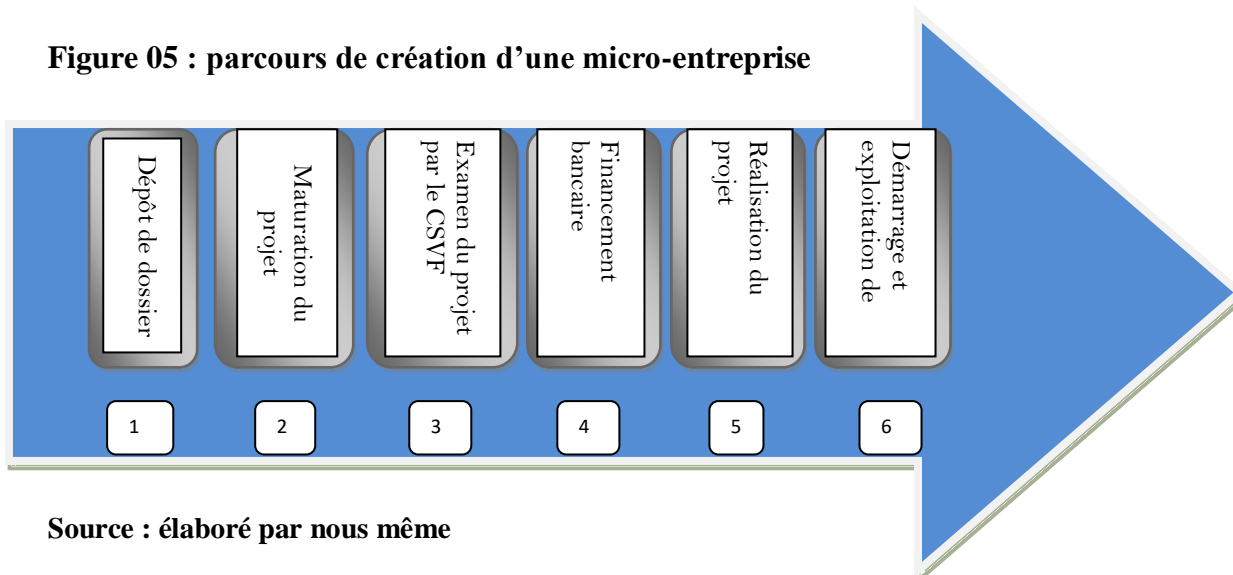 Figure 05 : parcours de création d’une micro-entreprise
Dépôt de dossier
Maturation du
projet
Examen du projet
par le CSVF
Financement
bancaire
Réalisation du
projet
Démarrage et
exploitation de
1
2
3
4
5
6
Source : élaboré par nous même